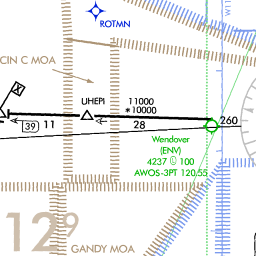 ROTMN
CIN C MOA
UHEPI
11000
*10000
260
39
11
28
Wendover
(ENV)
4237 Ⓛ 100
AWOS-3PT 120.55
12⁹
GANDY MOA